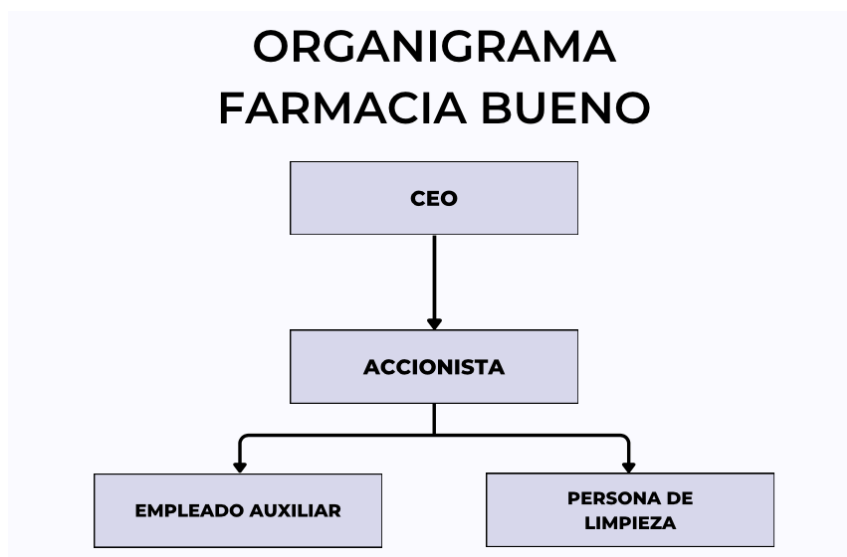 ORGANIGRAMA
FARMACIA BUENO
CEO
ACCIONISTA
EMPLEADO AUXILIAR
PERSONA DE
LIMPIEZA